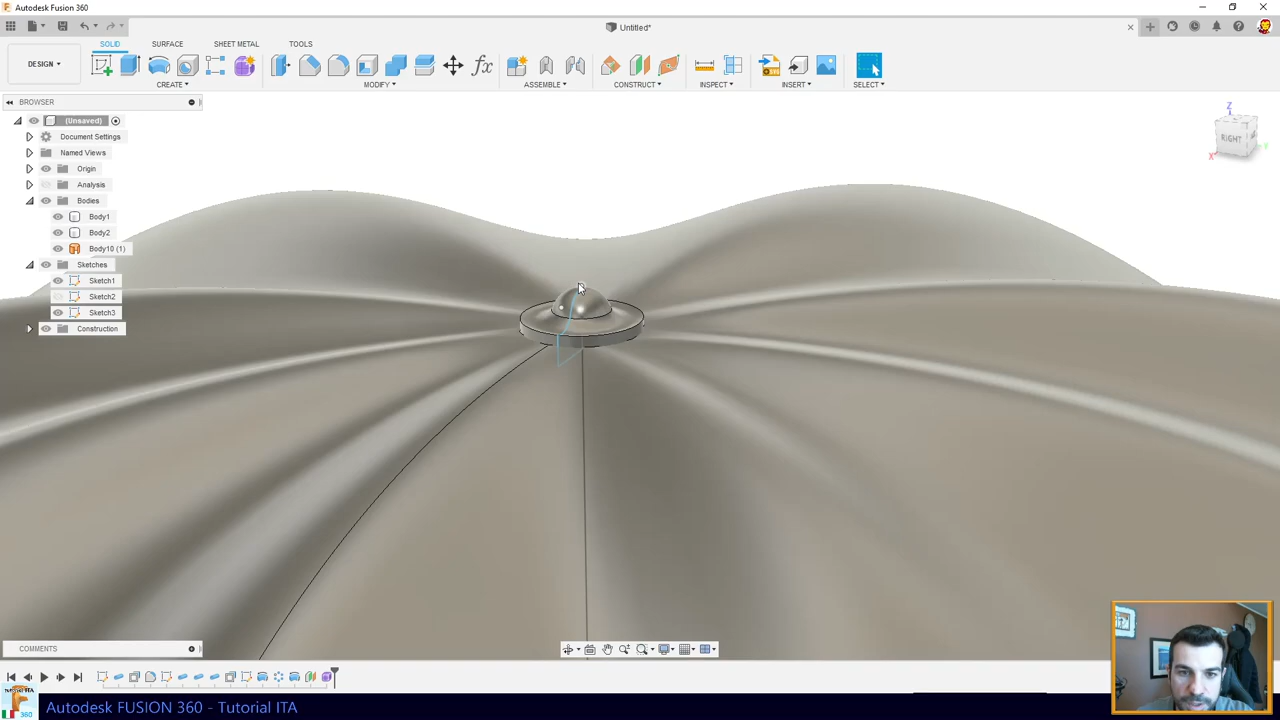 Autodesk Fusion 360
Untitled*
SOLID SURFACE SHEET METAL TOOLS
DESIGN
CREATE MODIFY ASSEMBLE CONSTRUCT INSPECT INSERT SELECT
BROWSER
(Unsaved)
Document Settings
Named Views
Origin
Analysis
Bodies
Body1
Body2
Body10 (1)
Sketches
Sketch1
Sketch2
Sketch3
Construction
Z
RIGHT
X
Y
COMMENTS
Autodesk FUSION 360 - Tutorial ITA